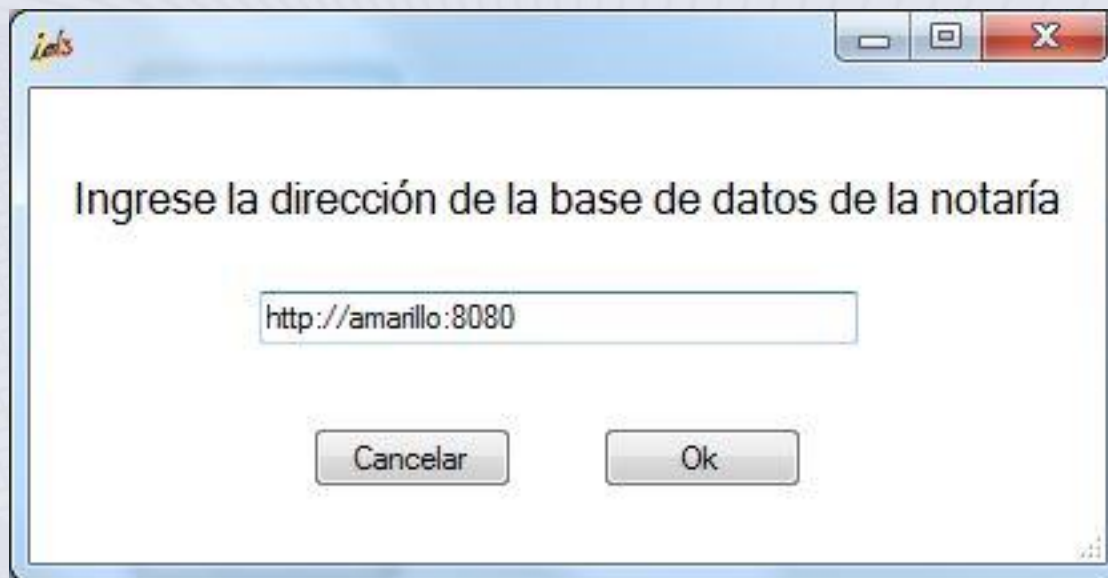 Ingrese la dirección de la base de datos de la notaría
http://amarillo:8080
Cancelar
Ok